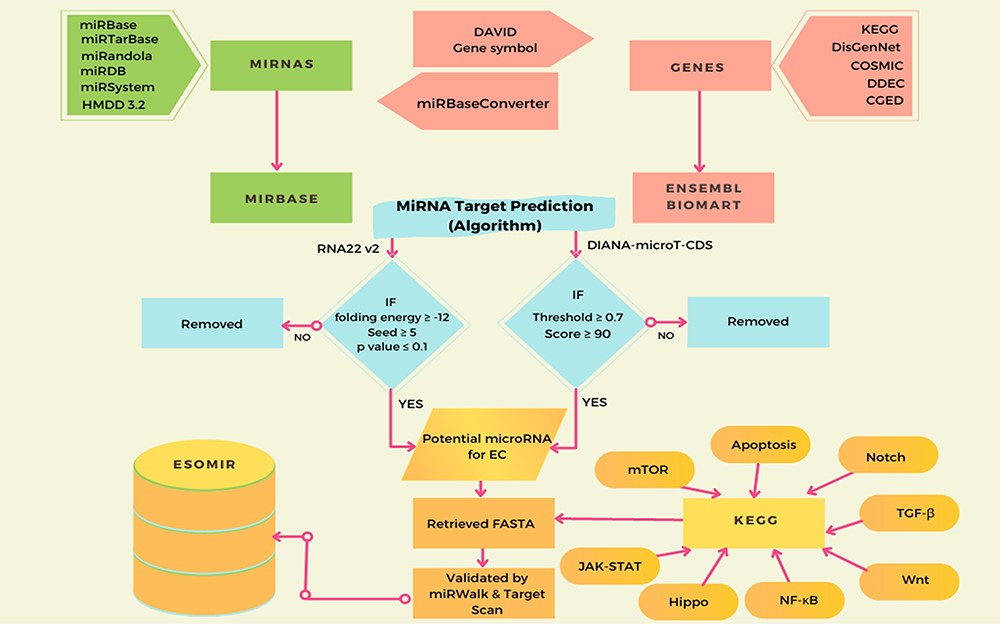 miRBase
miRTarBase
miRandola
miRDB
miRSystem
HMDD 3.2
MIRNAS
DAVID
Gene symbol
miRBaseConverter
GENES
KEGG
DisGenNet
COSMIC
DDEC
CGED
MIRBASE
ENSEMBL
BIOMART
MiRNA Target Prediction
(Algorithm)
RNA22 v2
DIANA-microT-CDS
IF
folding energy ≥ -12
Seed ≥ 5
p value ≤ 0.1
IF
Threshold ≥ 0.7
Score ≥ 90
Removed
NO
NO
Removed
YES
YES
Potential microRNA
for EC
ESOMIR
Retrieved FASTA
Validated by
miRWalk & Target
Scan
KEGG
mTOR
Apoptosis
Notch
TGF-β
Wnt
NF-κB
Hippo
JAK-STAT